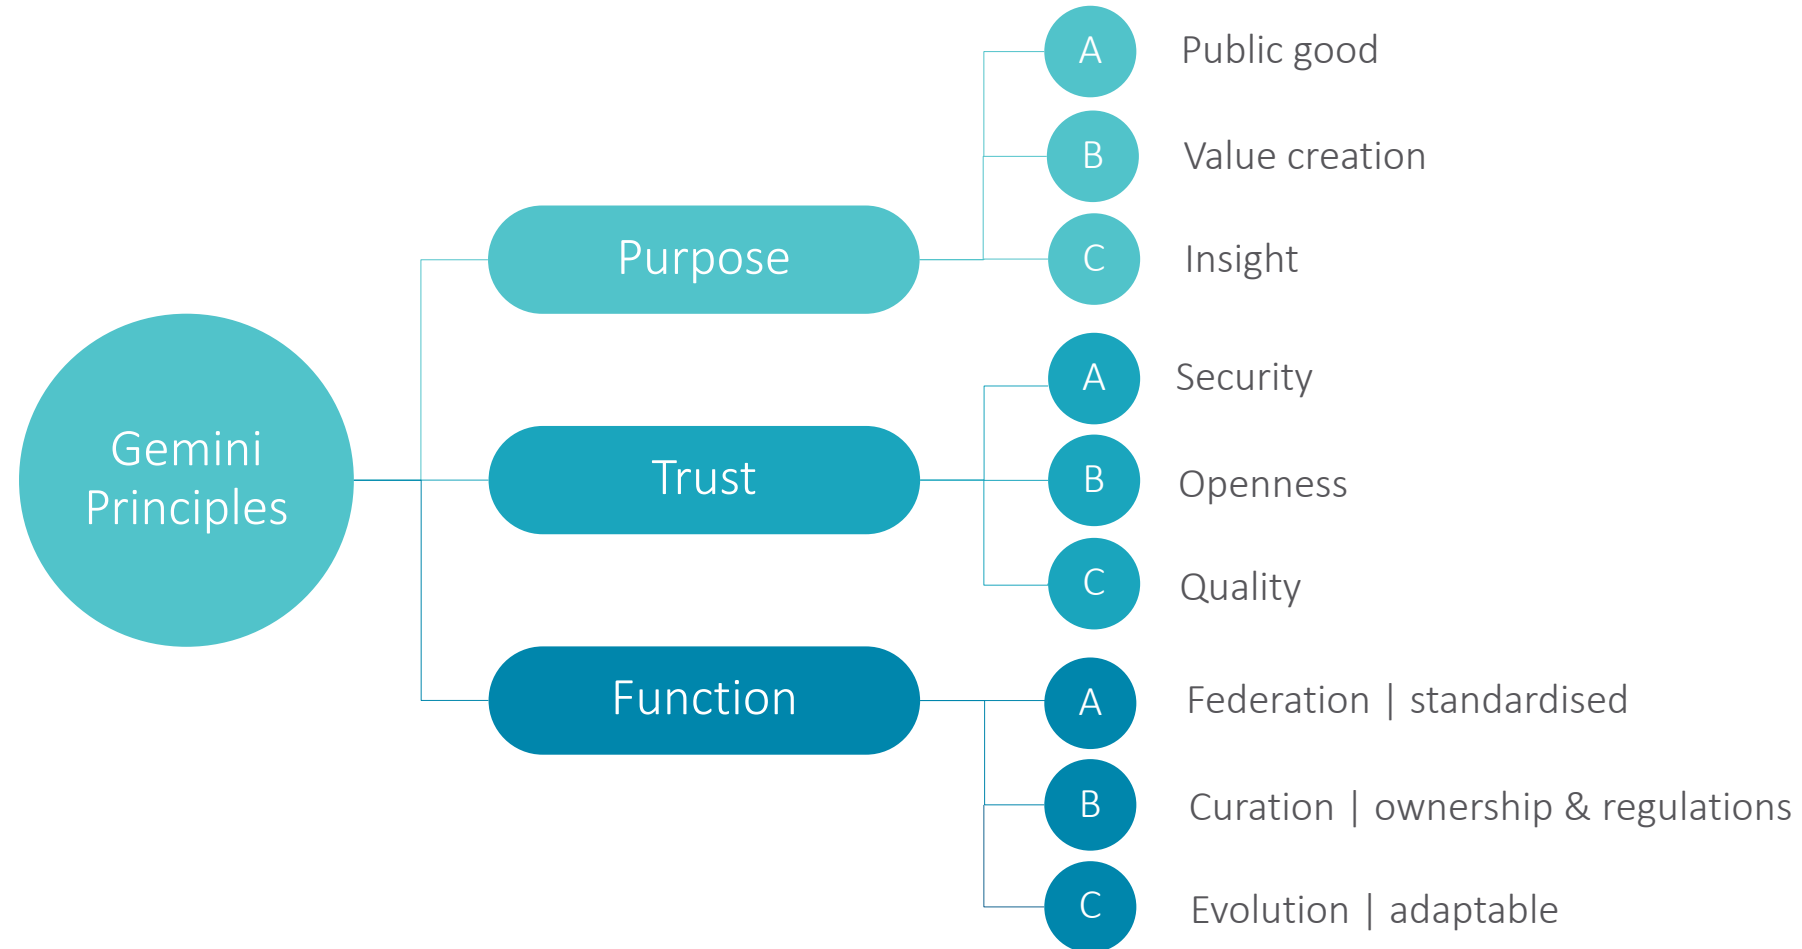 Gemini
Principles
Purpose
A Public good
B Value creation
C Insight
Trust
A Security
B Openness
C Quality
Function
A Federation | standardised
B Curation | ownership & regulations
C Evolution | adaptable